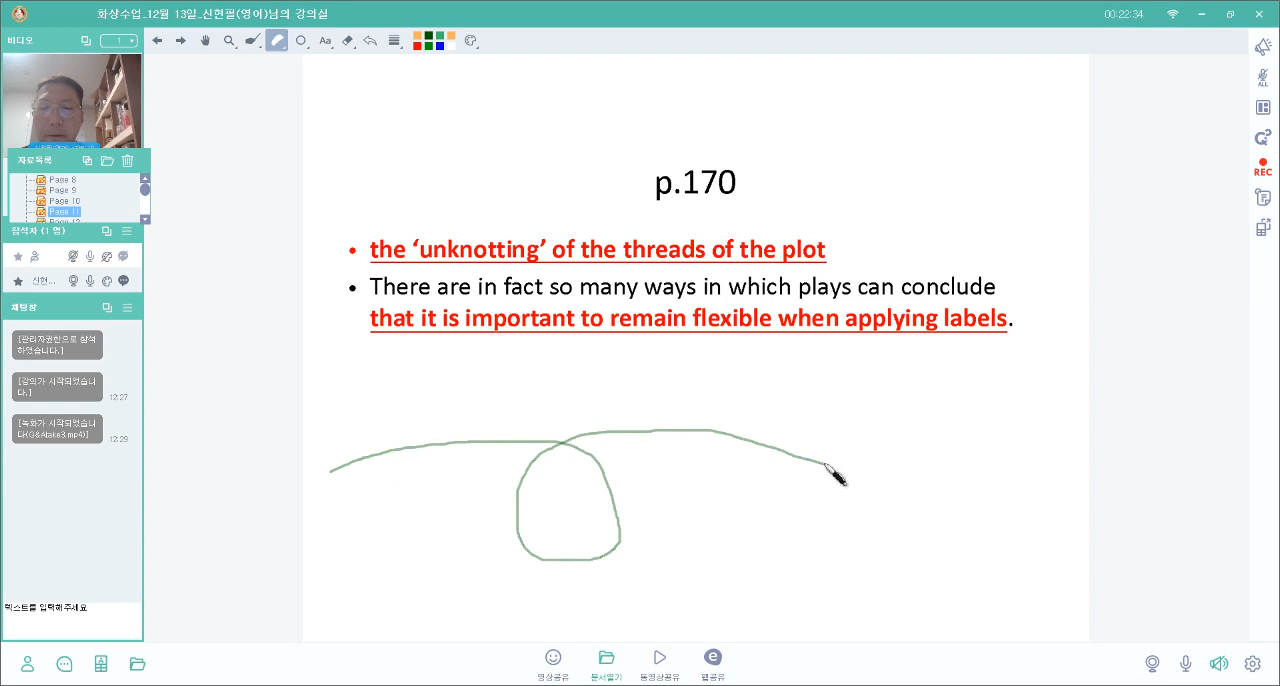 화상수업_12월 13일_신현필(영어)님의 강의실
00:22:34
비디오
1
Aa
자료목록
Page 8
Page 9
Page 10
Page 11
참석자 (1 명)
신현...
채팅창
[관리자권한으로 참석
하였습니다.]
[강의가 시작되었습니
다.]
12:27
[녹화가 시작되었습니
다(Q&Atake3.mp4)]
12:29
텍스트를 입력해주세요
p.170
• the ‘unknotting’ of the threads of the plot
• There are in fact so many ways in which plays can conclude
that it is important to remain flexible when applying labels.
ALL
REC
영상공유
문서열기
동영상공유
웹공유